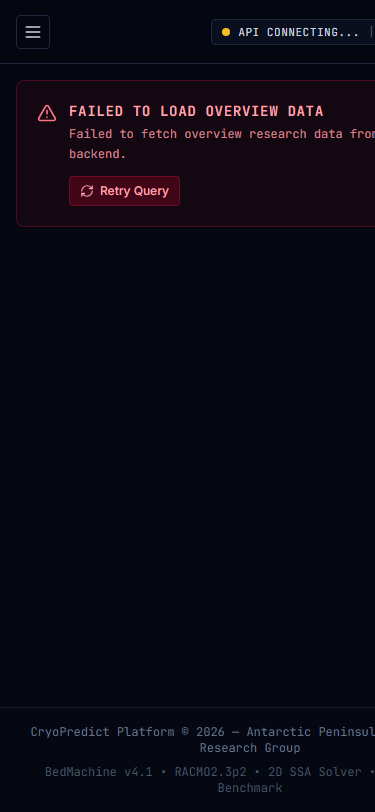 API CONNECTING... |
FAILED TO LOAD OVERVIEW DATA
Failed to fetch overview research data from
backend.
Retry Query
CryoPredict Platform © 2026 — Antarctic Peninsul
Research Group
BedMachine v4.1 • RACMO2.3p2 • 2D SSA Solver •
Benchmark